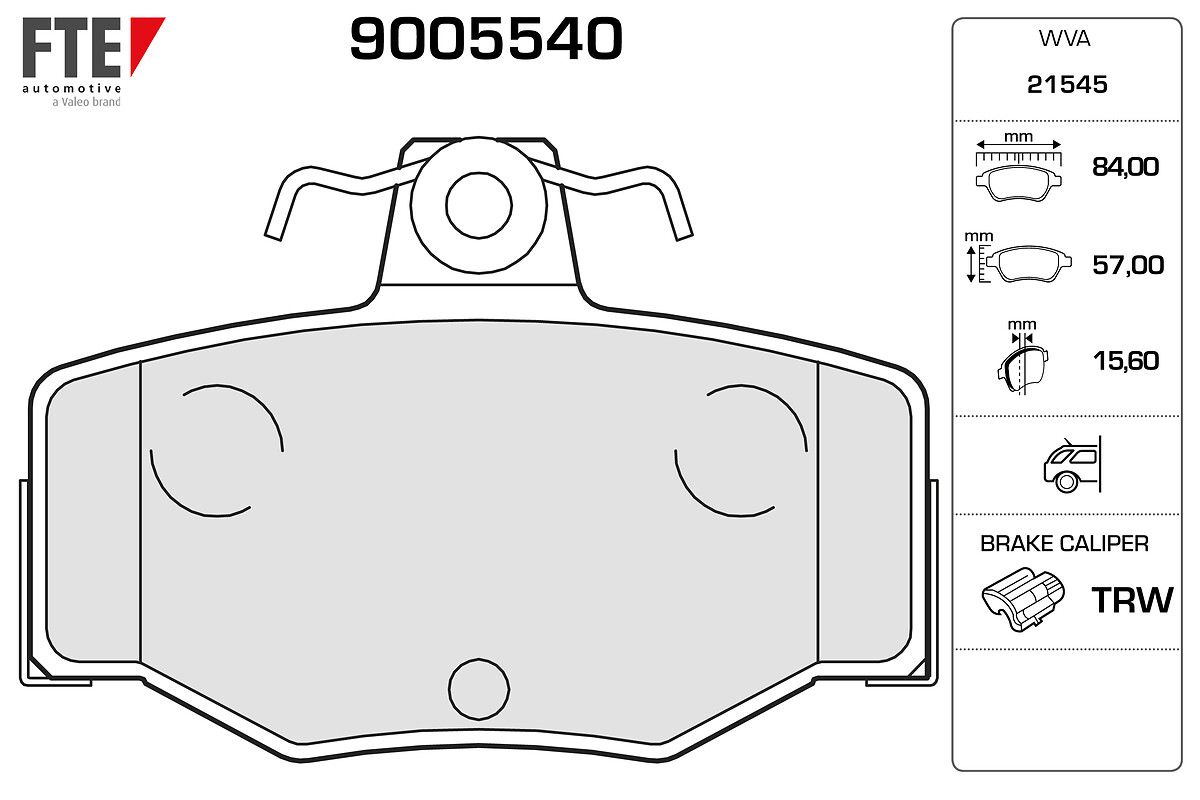 FTE
automotive
a Valeo brand
9005540
WVA
21545
mm
84,00
mm
57,00
mm
15,60
BRAKE CALIPER
TRW